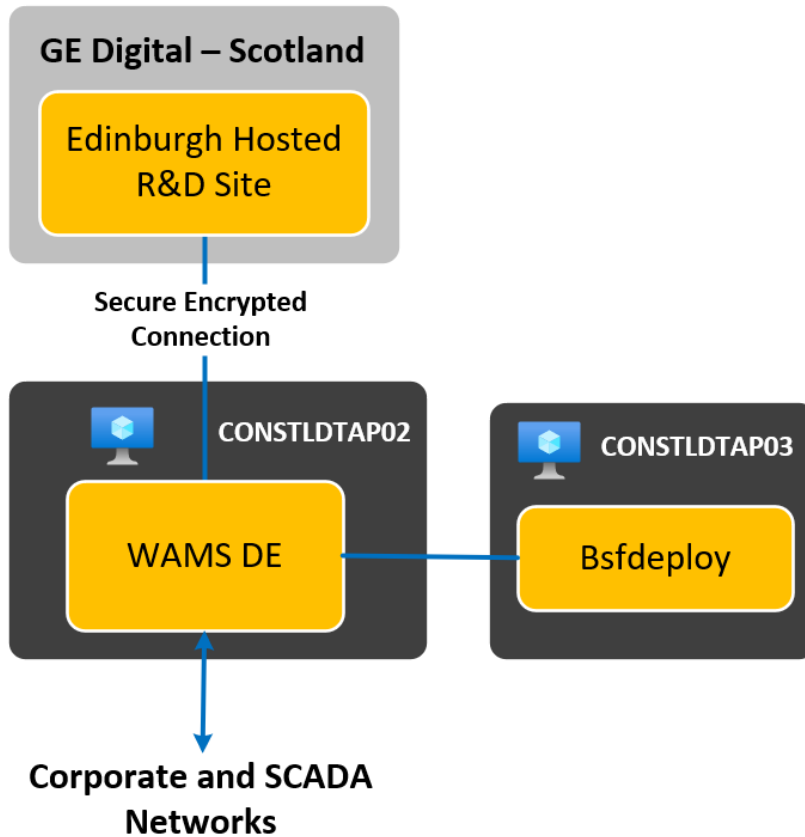 GE Digital – Scotland
Edinburgh Hosted
R&D Site
Secure Encrypted
Connection
CONSTLDTAP02
WAMS DE
CONSTLDTAP03
Bsfdeploy
Corporate and SCADA
Networks